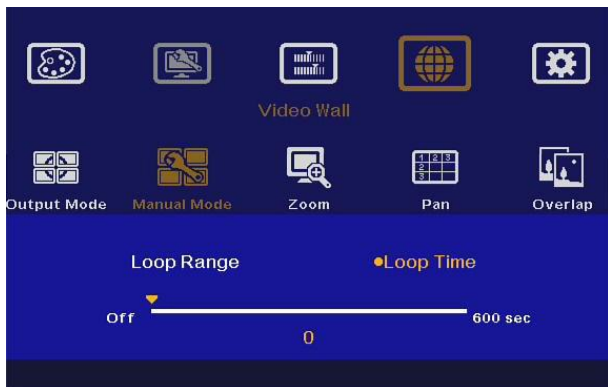 Video Wall
Output Mode Manual Mode Zoom Pan Overlap
Loop Range ●Loop Time
Off 600 sec
0